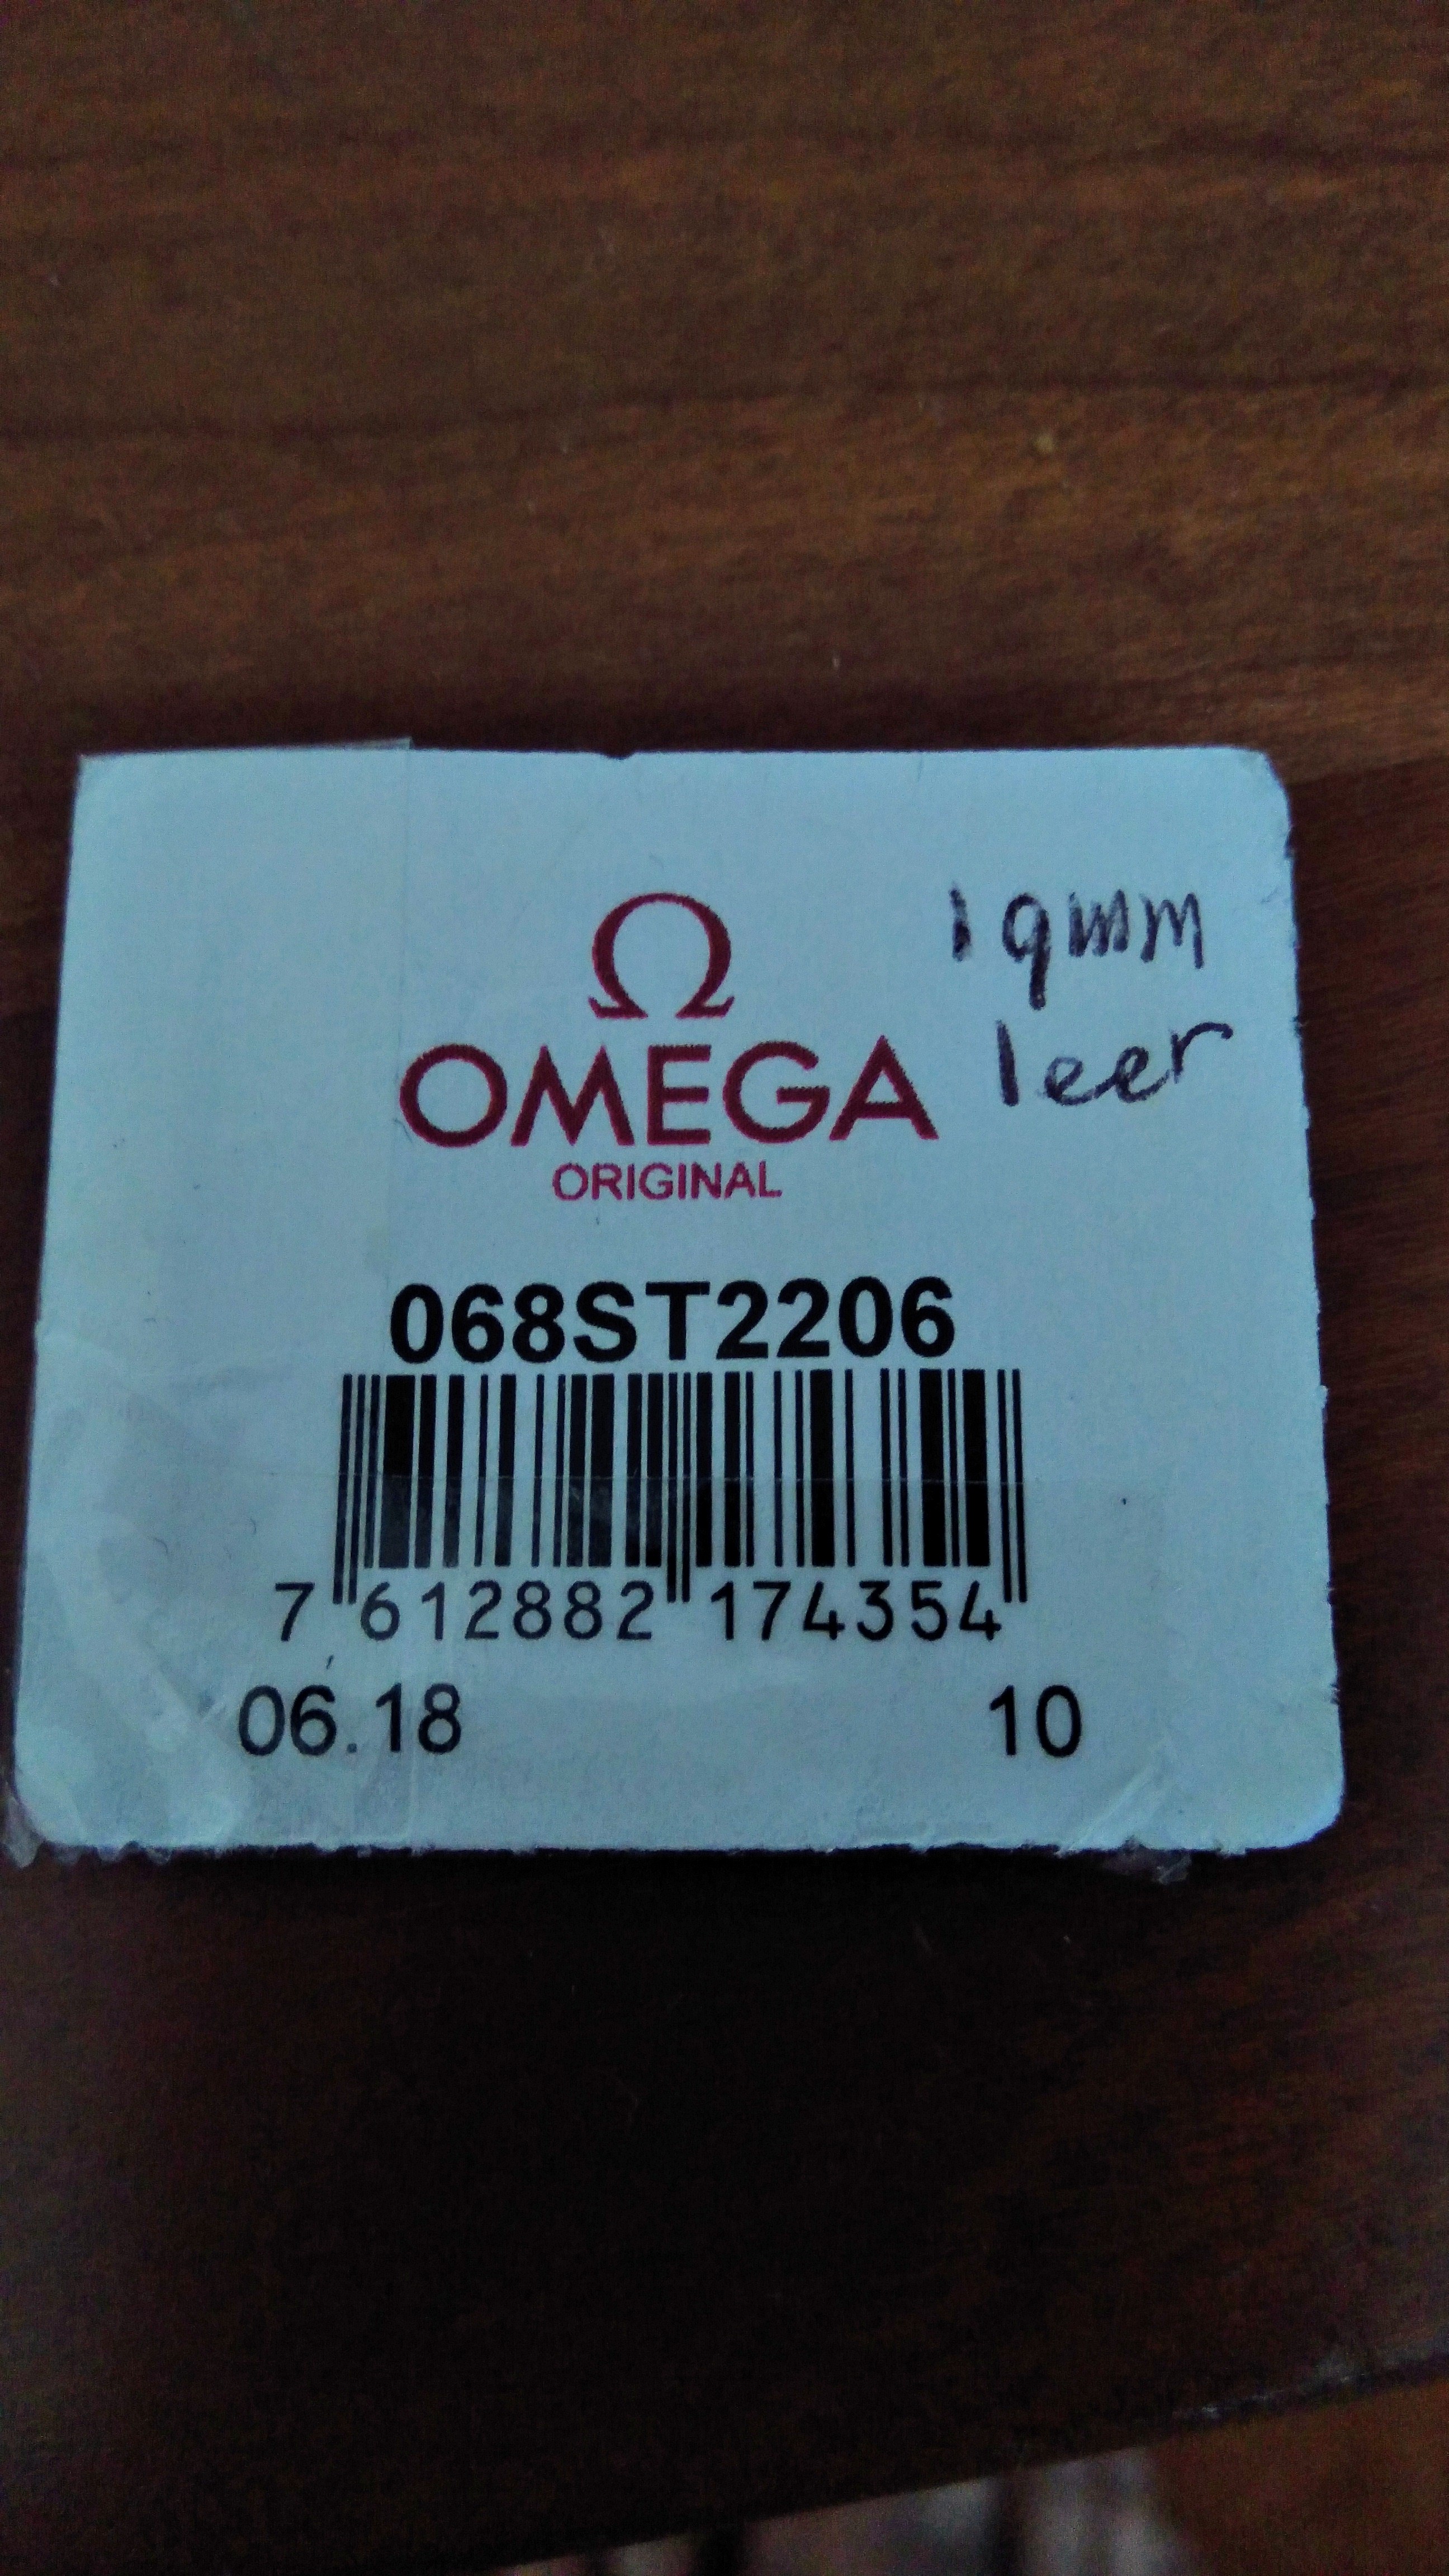 Ω
19mm
leer
OMEGA
ORIGINAL
068ST2206
7 612882 174354
06.18 10